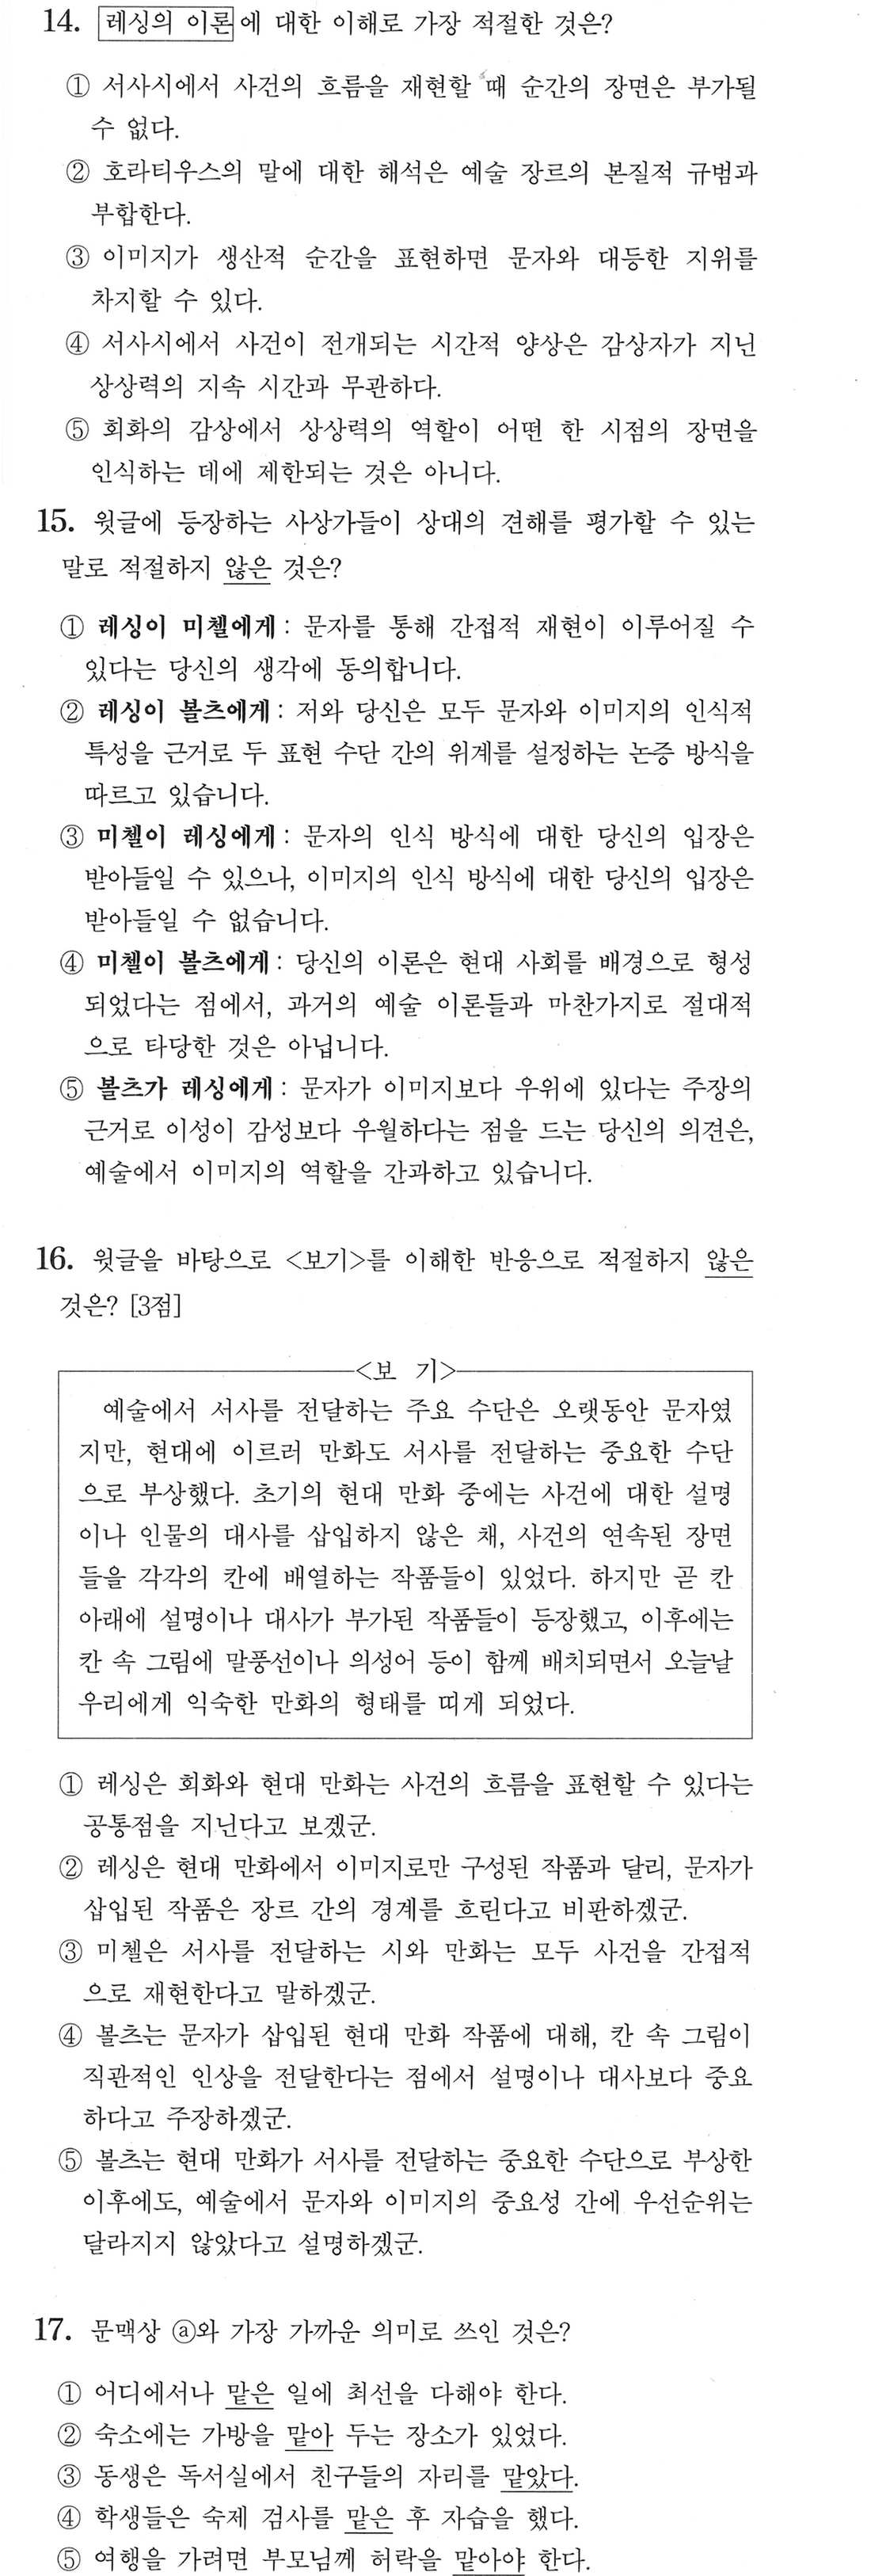 14. 레싱의 이론에 대한 이해로 가장 적절한 것은?
① 서사시에서 사건의 흐름을 재현할 때 순간의 장면은 부가될
수 없다.
② 호라티우스의 말에 대한 해석은 예술 장르의 본질적 규범과
부합한다.
③ 이미지가 생산적 순간을 표현하면 문자와 대등한 지위를
차지할 수 있다.
④ 서사시에서 사건이 전개되는 시간적 양상은 감상자가 지닌
상상력의 지속 시간과 무관하다.
⑤ 회화의 감상에서 상상력의 역할이 어떤 한 시점의 장면을
인식하는 데에 제한되는 것은 아니다.
15. 윗글에 등장하는 사상가들이 상대의 견해를 평가할 수 있는
말로 적절하지 않은 것은?
① 레싱이 미첼에게: 문자를 통해 간접적 재현이 이루어질 수
있다는 당신의 생각에 동의합니다.
② 레싱이 볼츠에게: 저와 당신은 모두 문자와 이미지의 인식적
특성을 근거로 두 표현 수단 간의 위계를 설정하는 논증 방식을
따르고 있습니다.
③ 미첼이 레싱에게: 문자의 인식 방식에 대한 당신의 입장은
받아들일 수 있으나, 이미지의 인식 방식에 대한 당신의 입장은
받아들일 수 없습니다.
④ 미첼이 볼츠에게: 당신의 이론은 현대 사회를 배경으로 형성
되었다는 점에서, 과거의 예술 이론들과 마찬가지로 절대적
으로 타당한 것은 아닙니다.
⑤ 볼츠가 레싱에게: 문자가 이미지보다 우위에 있다는 주장의
근거로 이성이 감성보다 우월하다는 점을 드는 당신의 의견은,
예술에서 이미지의 역할을 간과하고 있습니다.
16. 윗글을 바탕으로 <보기>를 이해한 반응으로 적절하지 않은
것은? [3점]
<보 기>
예술에서 서사를 전달하는 주요 수단은 오랫동안 문자였
지만, 현대에 이르러 만화도 서사를 전달하는 중요한 수단
으로 부상했다. 초기의 현대 만화 중에는 사건에 대한 설명
이나 인물의 대사를 삽입하지 않은 채, 사건의 연속된 장면
들을 각각의 칸에 배열하는 작품들이 있었다. 하지만 곧 칸
아래에 설명이나 대사가 부가된 작품들이 등장했고, 이후에는
칸 속 그림에 말풍선이나 의성어 등이 함께 배치되면서 오늘날
우리에게 익숙한 만화의 형태를 띠게 되었다.
① 레싱은 회화와 현대 만화는 사건의 흐름을 표현할 수 있다는
공통점을 지닌다고 보겠군.
② 레싱은 현대 만화에서 이미지로만 구성된 작품과 달리, 문자가
삽입된 작품은 장르 간의 경계를 흐린다고 비판하겠군.
③ 미첼은 서사를 전달하는 시와 만화는 모두 사건을 간접적
으로 재현한다고 말하겠군.
④ 볼츠는 문자가 삽입된 현대 만화 작품에 대해, 칸 속 그림이
직관적인 인상을 전달한다는 점에서 설명이나 대사보다 중요
하다고 주장하겠군.
⑤ 볼츠는 현대 만화가 서사를 전달하는 중요한 수단으로 부상한
이후에도, 예술에서 문자와 이미지의 중요성 간에 우선순위는
달라지지 않았다고 설명하겠군.
17. 문맥상 ⓐ와 가장 가까운 의미로 쓰인 것은?
① 어디에서나 맡은 일에 최선을 다해야 한다.
② 숙소에는 가방을 맡아 두는 장소가 있었다.
③ 동생은 독서실에서 친구들의 자리를 맡았다.
④ 학생들은 숙제 검사를 맡은 후 자습을 했다.
⑤ 여행을 가려면 부모님께 허락을 맡아야 한다.